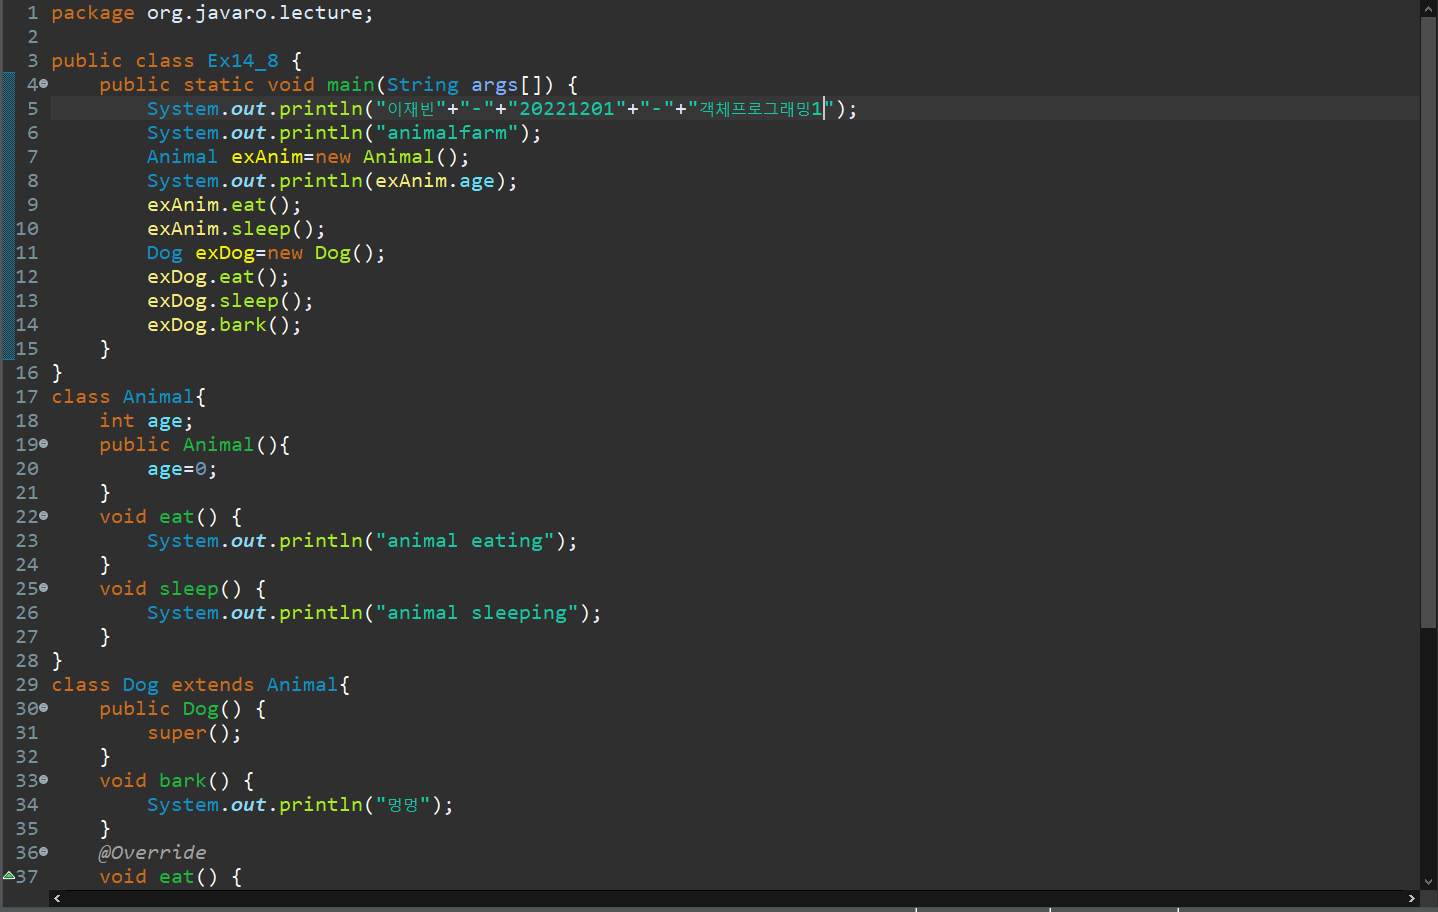 1 package org.javaro.lecture;
2
3 public class Ex14_8 {
4 public static void main(String args[]) {
5 System.out.println("이재빈"+"-"+"20221201"+"-"+"객체프로그래밍1");
6 System.out.println("animalfarm");
7 Animal exAnim=new Animal();
8 System.out.println(exAnim.age);
9 exAnim.eat();
10 exAnim.sleep();
11 Dog exDog=new Dog();
12 exDog.eat();
13 exDog.sleep();
14 exDog.bark();
15 }
16 }
17 class Animal{
18 int age;
19 public Animal(){
20 age=0;
21 }
22 void eat() {
23 System.out.println("animal eating");
24 }
25 void sleep() {
26 System.out.println("animal sleeping");
27 }
28 }
29 class Dog extends Animal{
30 public Dog() {
31 super();
32 }
33 void bark() {
34 System.out.println("멍멍");
35 }
36 @Override
37 void eat() {